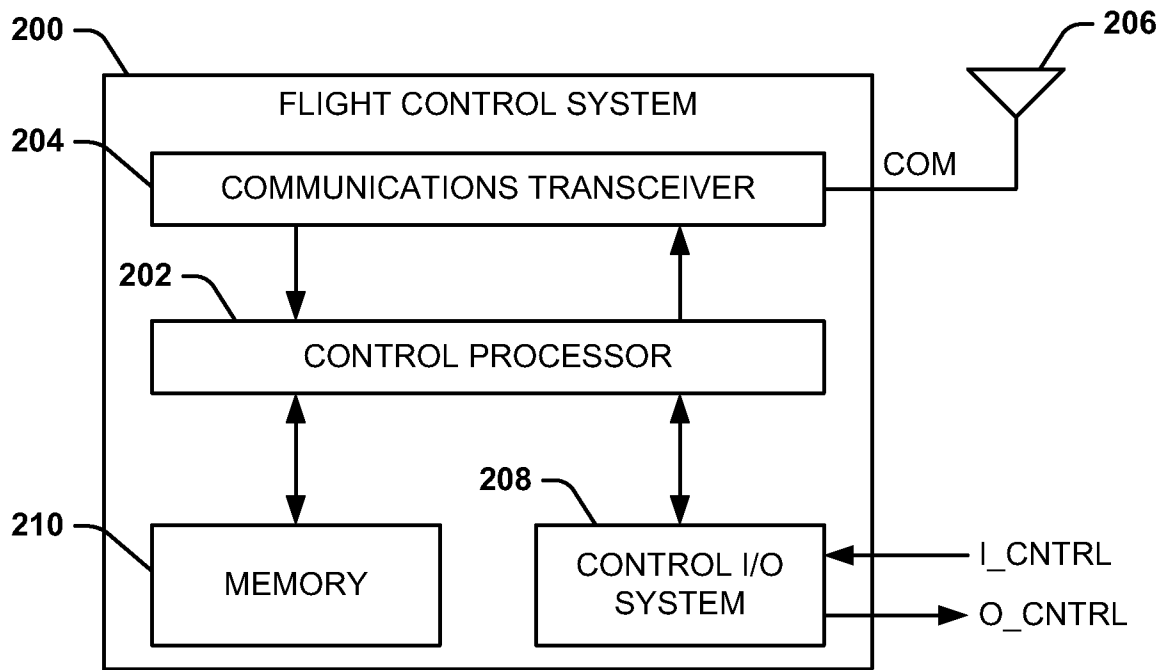 200
206
FLIGHT CONTROL SYSTEM
204
COMMUNICATIONS TRANSCEIVER
COM
202
CONTROL PROCESSOR
208
210
MEMORY
CONTROL I/O
SYSTEM
I_CNTRL
O_CNTRL